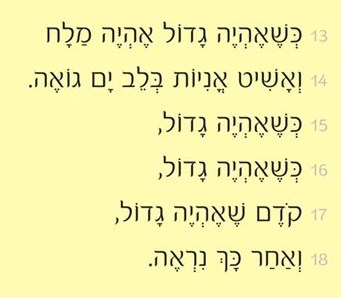 13 כְּשֶׁאֶהְיֶה גָדוֹל אֶהְיֶה מַלָּח
14 וְאָשִׁיט אֳנִיּוֹת בְּלֵב יָם גּוֹאֶה.
15 כְּשֶׁאֶהְיֶה גָדוֹל,
16 כְּשֶׁאֶהְיֶה גָדוֹל,
17 קֹדֶם שֶׁאֶהְיֶה גָדוֹל,
18 וְאַחַר כָּךְ נִרְאֶה.